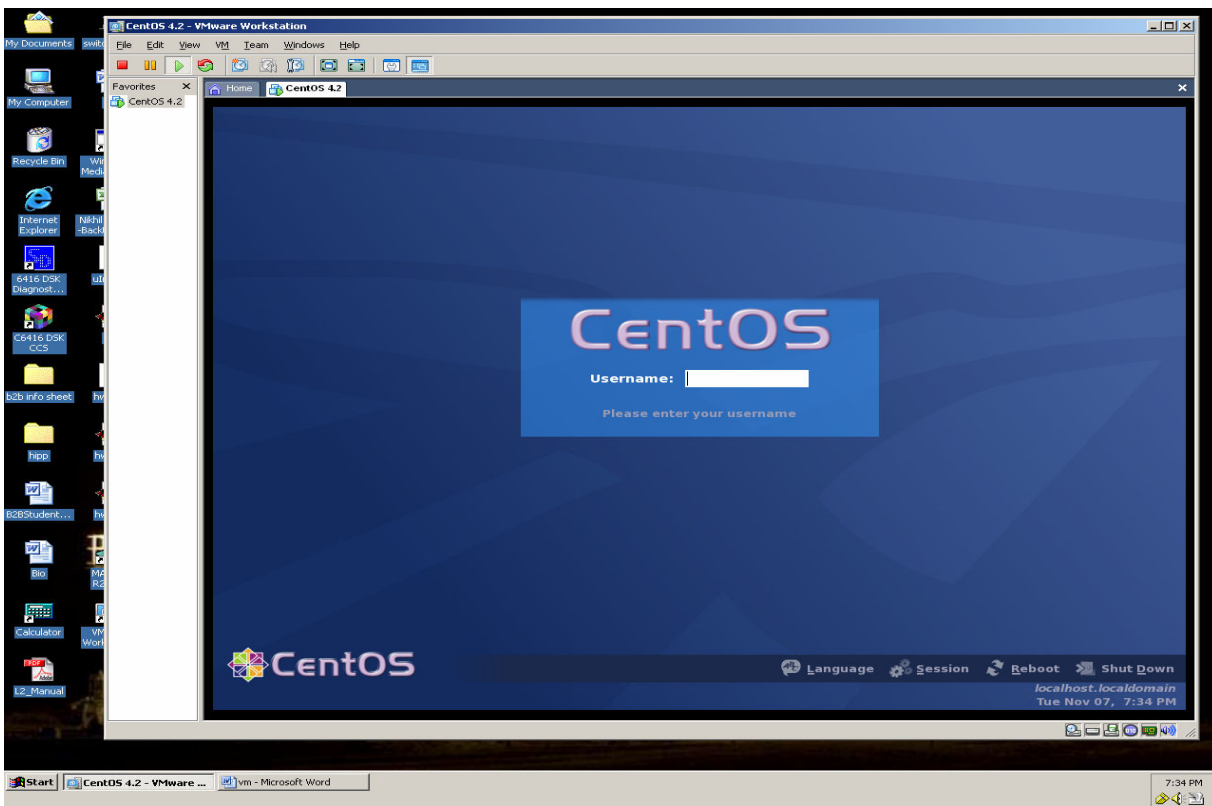 CentOS 4.2 - VMware Workstation
File Edit View VM Team Windows Help
Favorites
CentOS 4.2
Home
CentOS 4.2
CentOS
Username:
Please enter your username
CentOS
Language
Session
Reboot
Shut Down
localhost.localdomain
Tue Nov 07, 7:34 PM
My Documents
My Computer
Recycle Bin
Internet
Explorer
6416 DSK
Diagnost...
C6416 DSK
CCS
b2b info sheet
hipp
B2BStudent...
Bio
Calculator
L2_Manual
Start
CentOS 4.2 - VMware ...
vm - Microsoft Word
7:34 PM